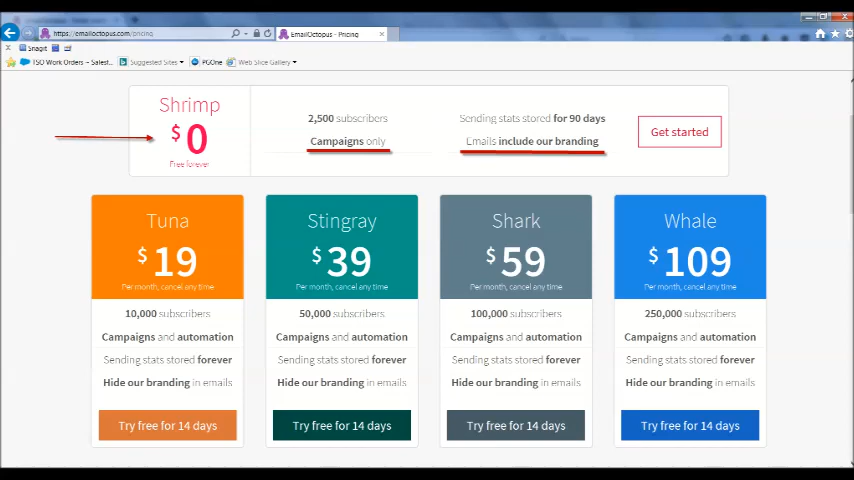 https://emailoctopus.com/pricing
EmailOctopus - Pricing
Snagit
TSO Work Orders ~ Salesf...
Suggested Sites
PGOne
Web Slice Gallery
Shrimp
$0
Free forever
2,500 subscribers
Campaigns only
Sending stats stored for 90 days
Emails include our branding
Get started
Tuna
$19
Per month, cancel any time
10,000 subscribers
Campaigns and automation
Sending stats stored forever
Hide our branding in emails
Try free for 14 days
Stingray
$39
Per month, cancel any time
50,000 subscribers
Campaigns and automation
Sending stats stored forever
Hide our branding in emails
Try free for 14 days
Shark
$59
Per month, cancel any time
100,000 subscribers
Campaigns and automation
Sending stats stored forever
Hide our branding in emails
Try free for 14 days
Whale
$109
Per month, cancel any time
250,000 subscribers
Campaigns and automation
Sending stats stored forever
Hide our branding in emails
Try free for 14 days